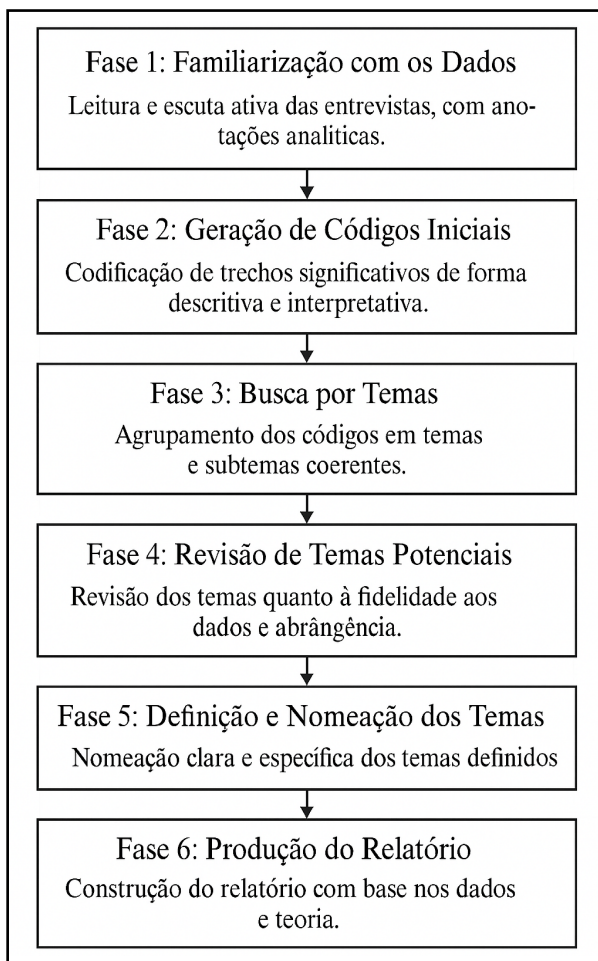 Fase 1: Familiarização com os Dados
Leitura e escuta ativa das entrevistas, com ano-
tações analiticas.
Fase 2: Geração de Códigos Iniciais
Codificação de trechos significativos de forma
descritiva e interpretativa.
Fase 3: Busca por Temas
Agrupamento dos códigos em temas
e subtemas coerentes.
Fase 4: Revisão de Temas Potenciais
Revisão dos temas quanto à fidelidade aos
dados e abrângência.
Fase 5: Definição e Nomeação dos Temas
Nomeação clara e específica dos temas definidos
Fase 6: Produção do Relatório
Construção do relatório com base nos dados
e teoria.